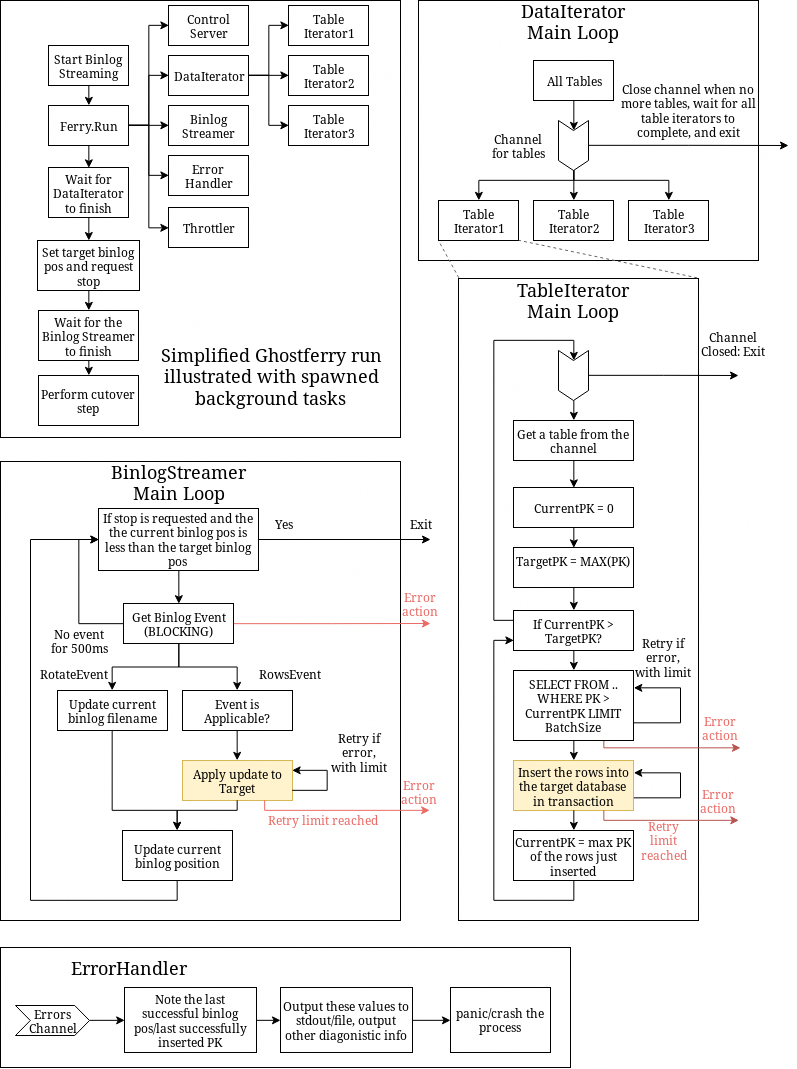 Start Binlog
Streaming
Ferry.Run
Wait for
DataIterator
to finish
Set target binlog
pos and request
stop
Wait for the
Binlog Streamer
to finish
Perform cutover
step
Control
Server
DataIterator
Binlog
Streamer
Error
Handler
Throttler
Table
Iterator1
Table
Iterator2
Table
Iterator3
Simplified Ghostferry run
illustrated with spawned
background tasks
DataIterator
Main Loop
All Tables
Close channel when no
more tables, wait for all
table iterators to
complete, and exit
Channel
for tables
Table
Iterator1
Table
Iterator2
Table
Iterator3
TableIterator
Main Loop
Channel
Closed: Exit
Get a table from the
channel
CurrentPK = 0
TargetPK = MAX(PK)
If CurrentPK >
TargetPK?
Retry if
error,
with limit
SELECT FROM ..
WHERE PK >
CurrentPK LIMIT
BatchSize
Error
action
Insert the rows into
the target database
in transaction
Error
action
Retry
limit
reached
CurrentPK = max PK
of the rows just
inserted
BinlogStreamer
Main Loop
If stop is requested and the
the current binlog pos is
less than the target binlog
pos
Yes
Exit
Get Binlog Event
(BLOCKING)
Error
action
No event
for 500ms
RotateEvent
RowsEvent
Update current
binlog filename
Event is
Applicable?
Retry if
error,
with limit
Apply update to
Target
Error
action
Retry limit reached
Update current
binlog position
ErrorHandler
Errors
Channel
Note the last
successful binlog
pos/last successfully
inserted PK
Output these values to
stdout/file, output
other diagonistic info
panic/crash the
process